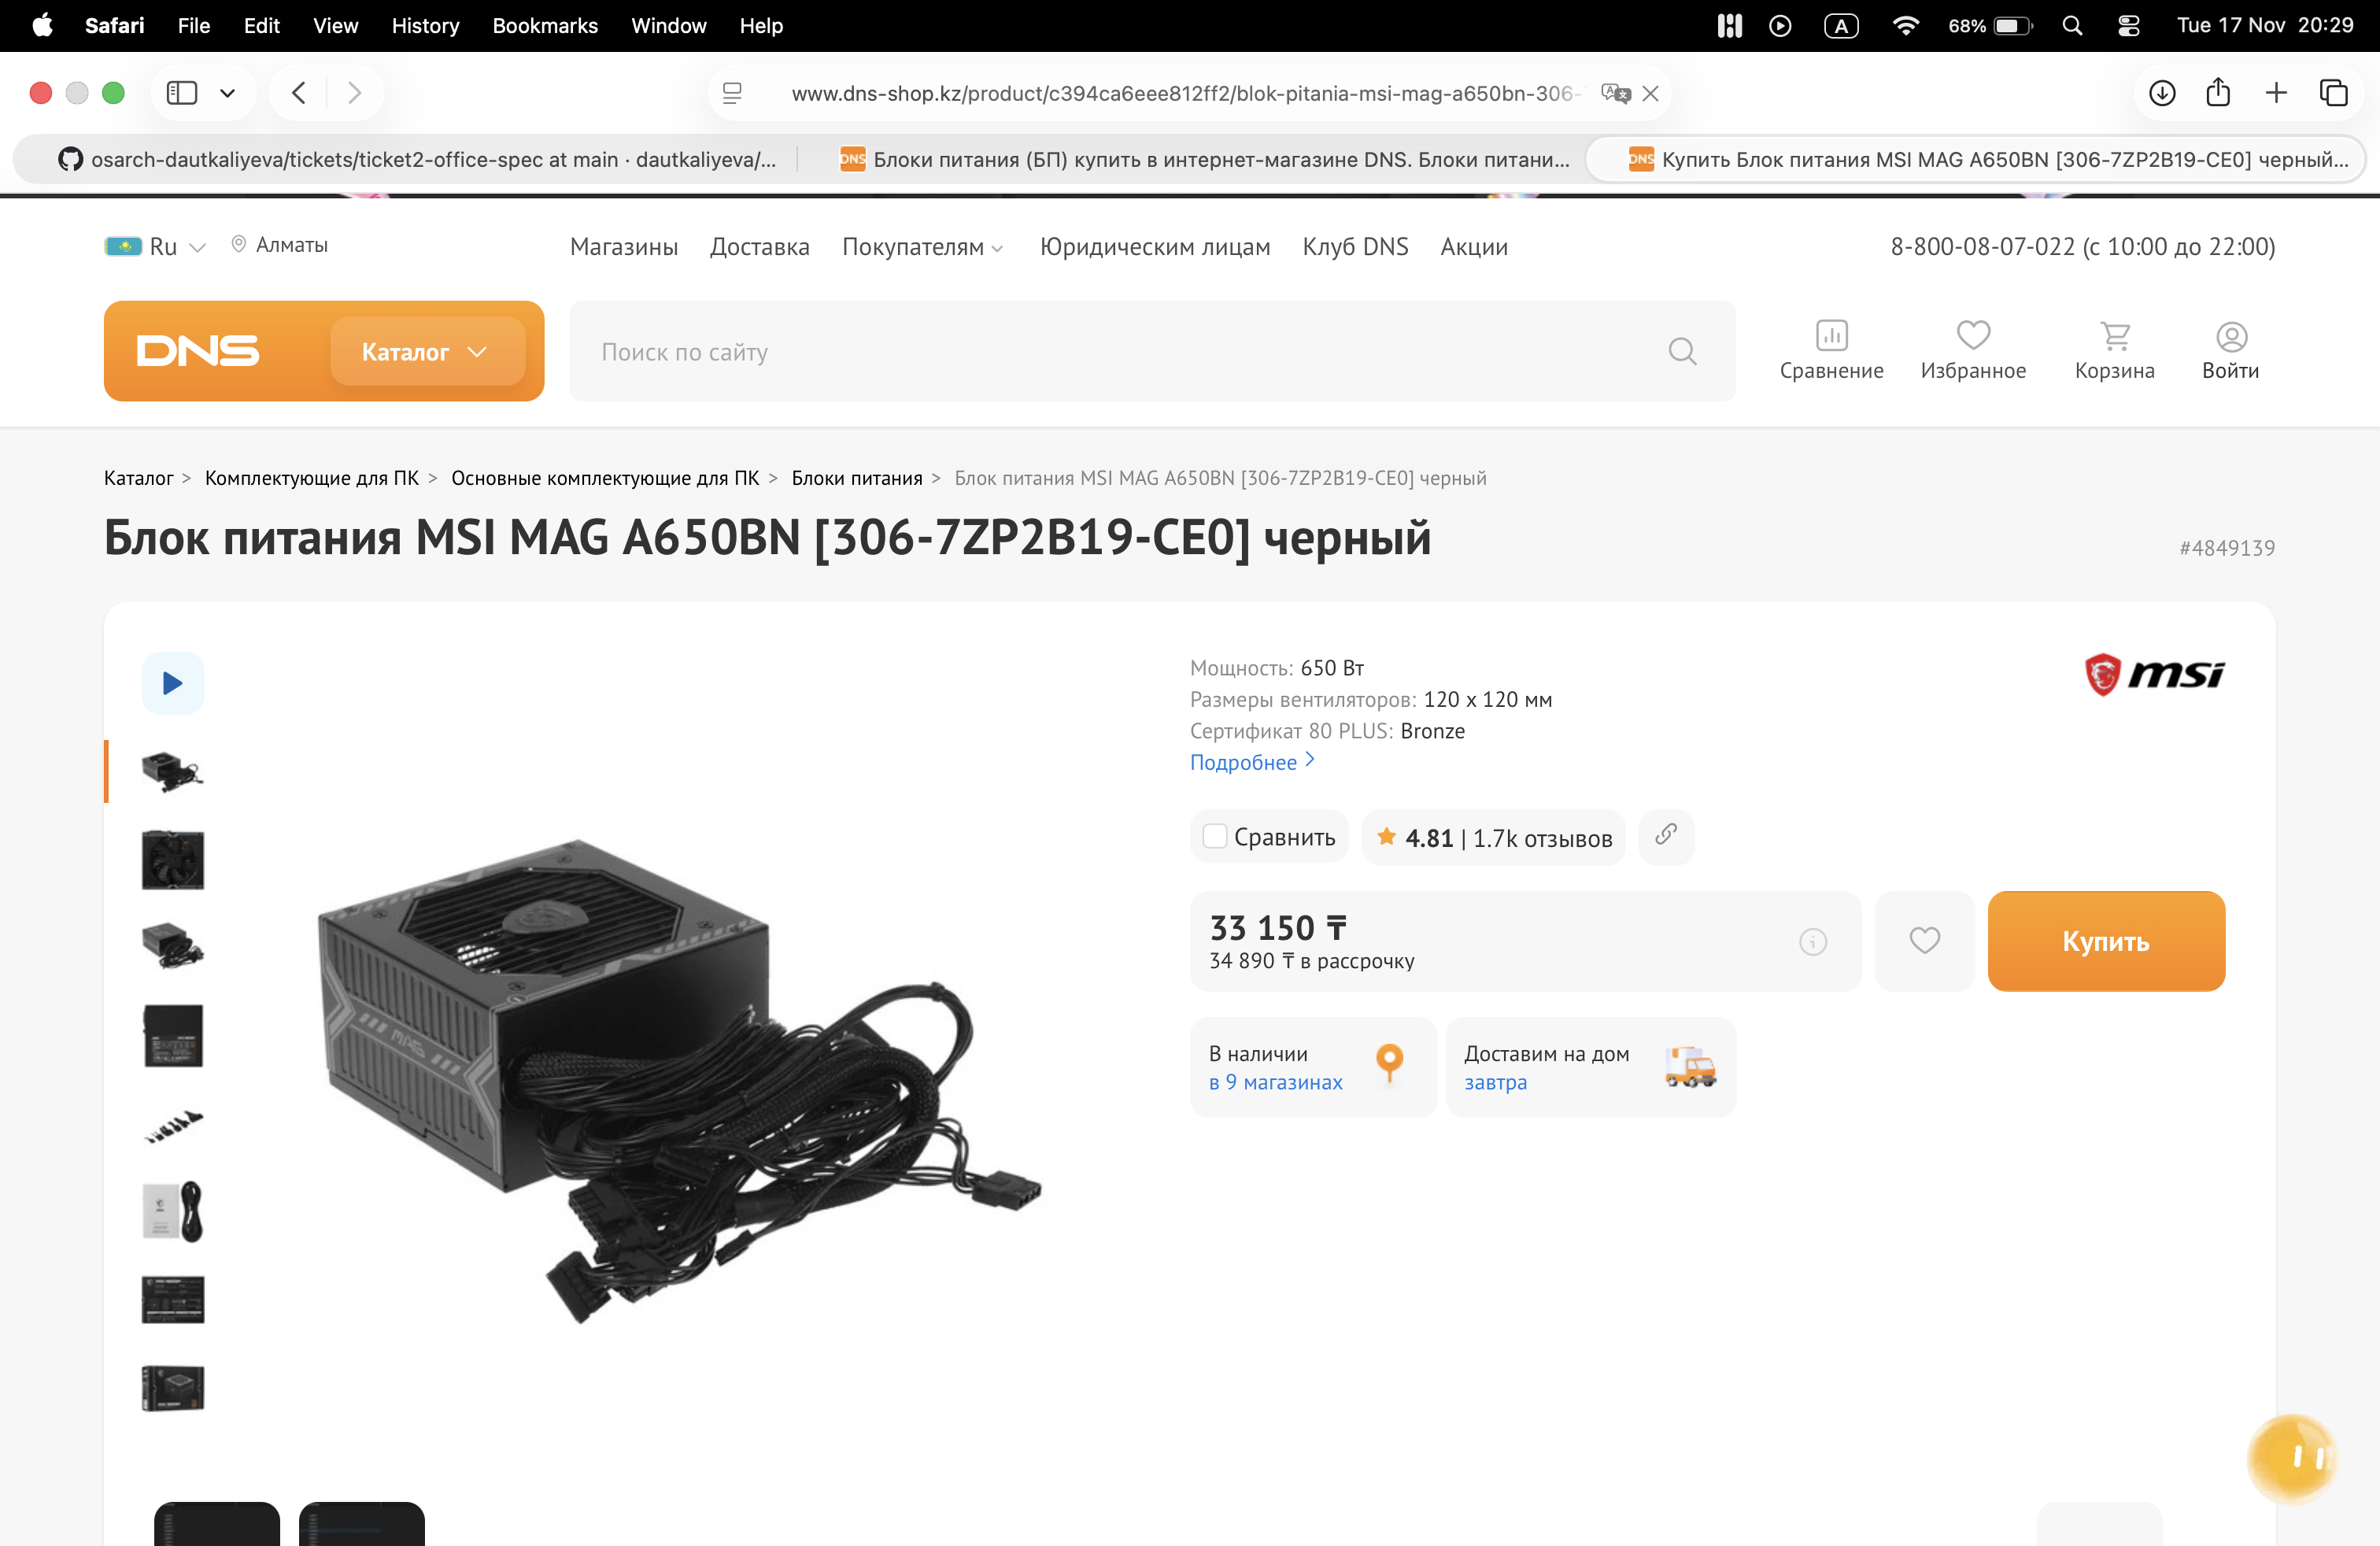 Safari File Edit View History Bookmarks Window Help A 68% Tue 17 Nov 20:29
www.dns-shop.kz/product/c394ca6eee812ff2/blok-pitania-msi-mag-a650bn-306-
osarch-dautkaliyeva/tickets/ticket2-office-spec at main · dautkaliyeva/...
DNS Блоки питания (БП) купить в интернет-магазине DNS. Блоки питани...
DNS Купить Блок питания MSI MAG A650BN [306-7ZP2B19-CE0] черный...
Ru Алматы Магазины Доставка Покупателям Юридическим лицам Клуб DNS Акции 8-800-08-07-022 (с 10:00 до 22:00)
DNS Каталог Поиск по сайту Сравнение Избранное Корзина Войти
Каталог > Комплектующие для ПК > Основные комплектующие для ПК > Блоки питания > Блок питания MSI MAG A650BN [306-7ZP2B19-CE0] черный
Блок питания MSI MAG A650BN [306-7ZP2B19-CE0] черный
#4849139
msi
Мощность: 650 Вт
Размеры вентиляторов: 120 x 120 мм
Сертификат 80 PLUS: Bronze
Подробнее
Сравнить 4.81 | 1.7k отзывов
33 150 ₸
34 890 ₸ в рассрочку
Купить
В наличии
в 9 магазинах
Доставим на дом
завтра
MAG